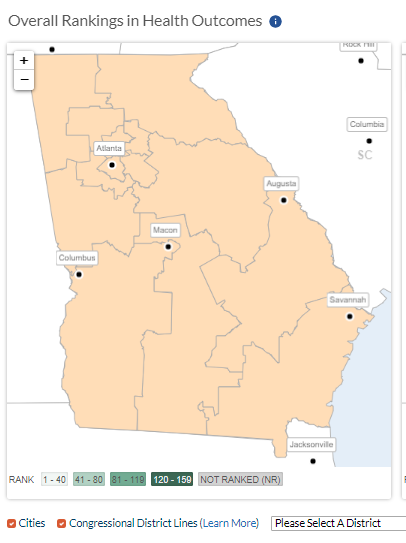 Overall Rankings in Health Outcomes i
+
Rock Hill
−
Columbia
Atlanta
SC
Augusta
Macon
Columbus
Savannah
Jacksonville
RANK 1 - 40 41 - 80 81 - 119 120 - 159 NOT RANKED (NR)
Cities Congressional District Lines (Learn More) Please Select A District